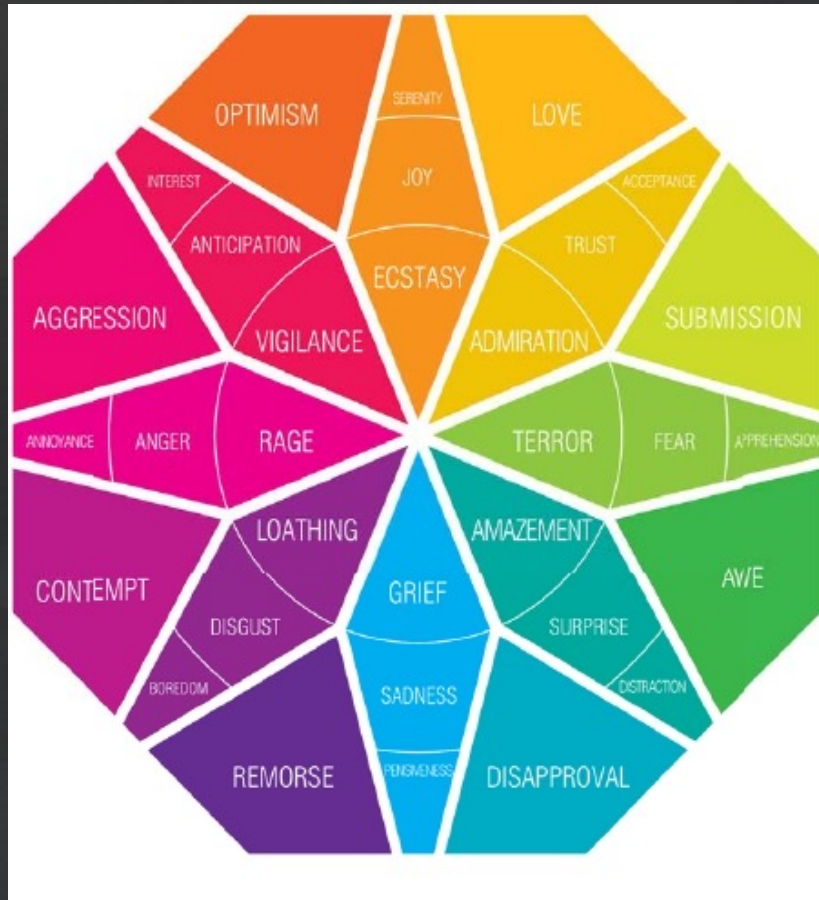 OPTIMISM
SERENITY
LOVE
INTEREST
JOY
ACCEPTANCE
ANTICIPATION
TRUST
ECSTASY
AGGRESSION
VIGILANCE
ADMIRATION
SUBMISSION
ANNOYANCE
ANGER
RAGE
TERROR
FEAR
APPREHENSION
LOATHING
AMAZEMENT
CONTEMPT
GRIEF
AWE
DISGUST
SURPRISE
BOREDOM
SADNESS
DISTRACTION
REMORSE
PENSIVENESS
DISAPPROVAL